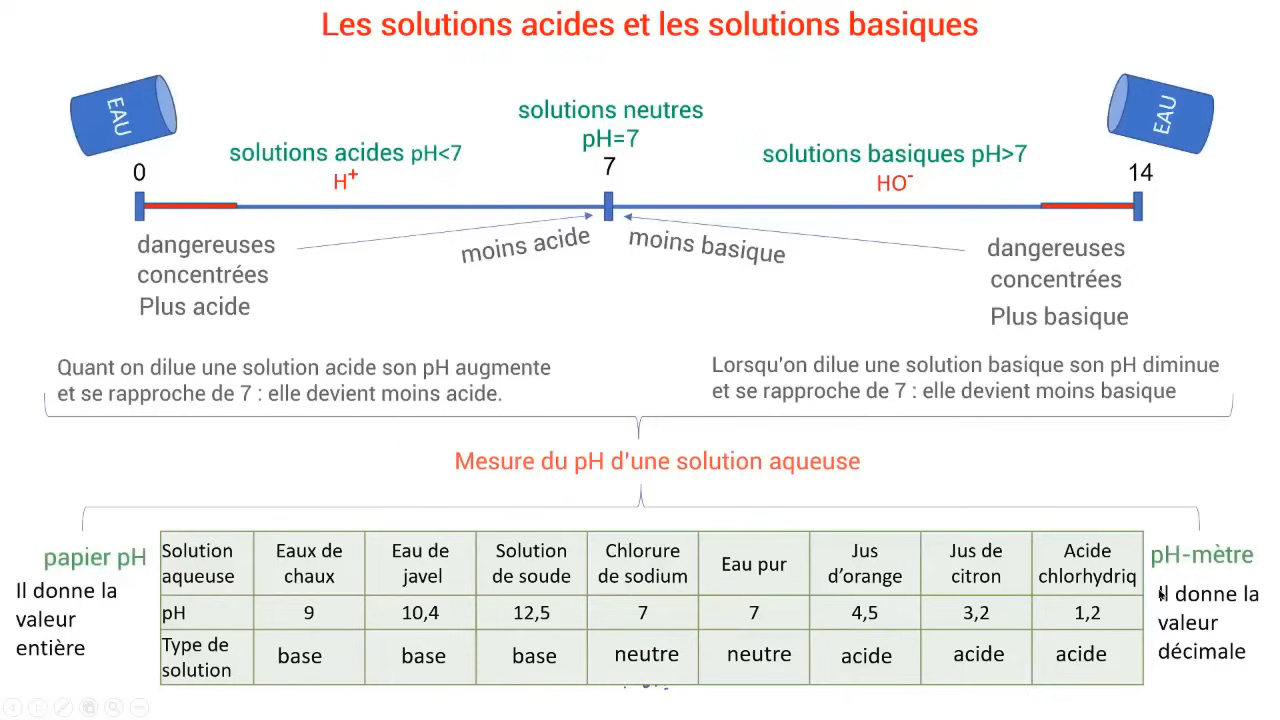 Les solutions acides et les solutions basiques
EAU
EAU
solutions neutres
pH=7
solutions acides pH<7
solutions basiques pH>7
0
H⁺
7
HO⁻
14
dangereuses
concentrées
Plus acide
moins acide
moins basique
dangereuses
concentrées
Plus basique
Quant on dilue une solution acide son pH augmente
et se rapproche de 7 : elle devient moins acide.
Lorsqu'on dilue une solution basique son pH diminue
et se rapproche de 7 : elle devient moins basique
Mesure du pH d'une solution aqueuse
papier pH
Il donne la
valeur
entière
Solution aqueuse Eaux de chaux Eau de javel Solution de soude Chlorure de sodium Eau pur Jus d'orange Jus de citron Acide chlorhydriq
pH 9 10,4 12,5 7 7 4,5 3,2 1,2
Type de solution base base base neutre neutre acide acide acide
pH-mètre
Il donne la
valeur
décimale